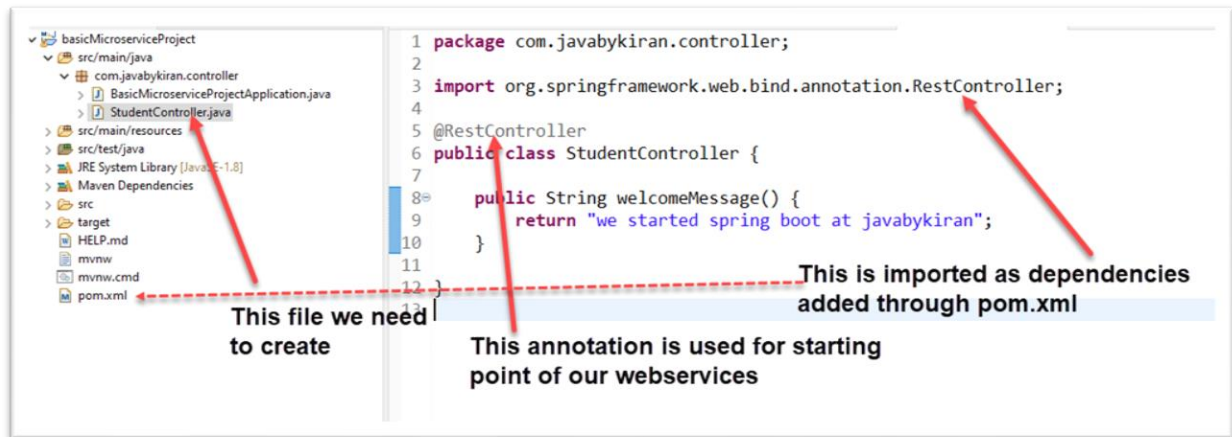 basicMicroserviceProject
src/main/java
com.javabykiran.controller
BasicMicroserviceProjectApplication.java
StudentController.java
src/main/resources
src/test/java
JRE System Library [JavaSE-1.8]
Maven Dependencies
src
target
HELP.md
mvnw
mvnw.cmd
pom.xml
1 package com.javabykiran.controller;
2
3 import org.springframework.web.bind.annotation.RestController;
4
5 @RestController
6 public class StudentController {
7
8 public String welcomeMessage() {
9 return "we started spring boot at javabykiran";
10 }
11
12 }
13
This file we need
to create
This annotation is used for starting
point of our webservices
This is imported as dependencies
added through pom.xml